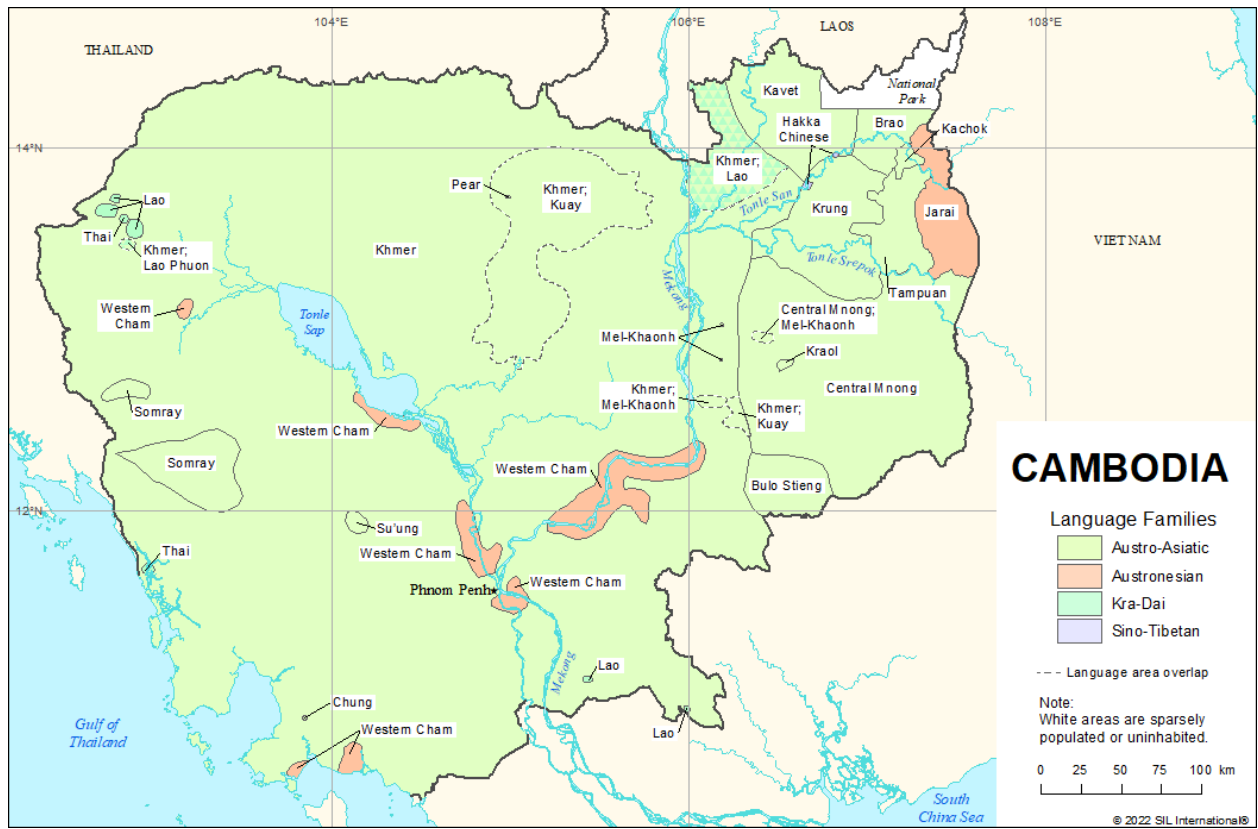 104°E
106°E
108°E
THAILAND
LAOS
VIETNAM
14°N
12°N
National
Park
Kavet
Hakka
Chinese
Brao
Kachok
Khmer;
Lao
Tonle San
Krung
Jarai
Pear
Khmer;
Kuay
Lao
Thai
Khmer;
Lao Phuon
Khmer
Western
Cham
Tonle
Sap
Mekong
Tonle Srepok
Tampuan
Central Mnong;
Mel-Khaonh
Mel-Khaonh
Kraol
Central Mnong
Khmer;
Mel-Khaonh
Khmer;
Kuay
Somray
Somray
Western Cham
Western Cham
Bulo Stieng
Su'ung
Western Cham
Thai
Phnom Penh
Western Cham
Mekong
Lao
Lao
Chung
Western Cham
Gulf of
Thailand
South
China Sea
CAMBODIA
Language Families
Austro-Asiatic
Austronesian
Kra-Dai
Sino-Tibetan
Language area overlap
Note:
White areas are sparsely
populated or uninhabited.
0 25 50 75 100 km
© 2022 SIL International®